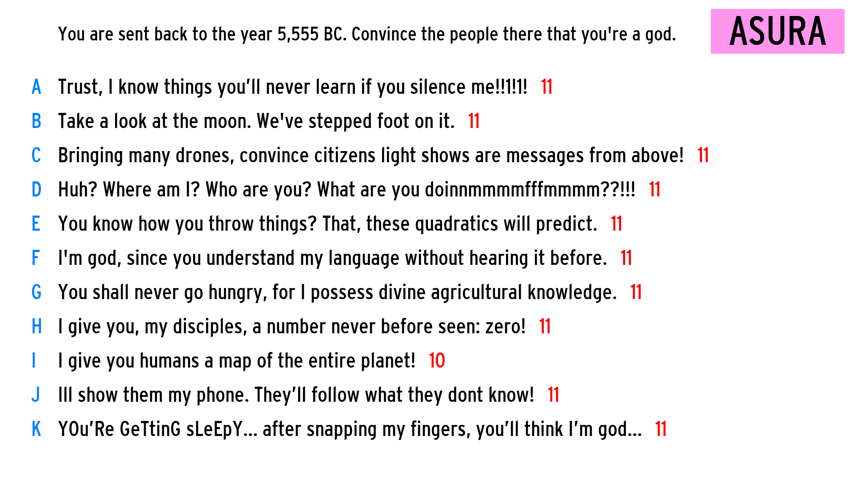 You are sent back to the year 5,555 BC. Convince the people there that you're a god.
ASURA
A Trust, I know things you’ll never learn if you silence me!!1!1! 11
B Take a look at the moon. We've stepped foot on it. 11
C Bringing many drones, convince citizens light shows are messages from above! 11
D Huh? Where am I? Who are you? What are you doinnmmmmfffmmmm??!!! 11
E You know how you throw things? That, these quadratics will predict. 11
F I'm god, since you understand my language without hearing it before. 11
G You shall never go hungry, for I possess divine agricultural knowledge. 11
H I give you, my disciples, a number never before seen: zero! 11
I I give you humans a map of the entire planet! 10
J Ill show them my phone. They’ll follow what they dont know! 11
K YOu’Re GeTtinG sLeEpY... after snapping my fingers, you’ll think I’m god... 11